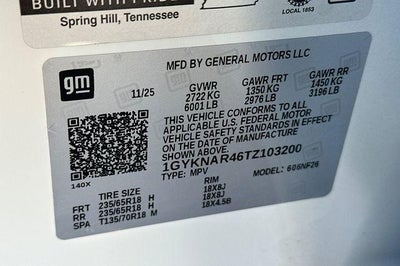 BUILT WITH PRIDE
Spring Hill, Tennessee
LOCAL 1853
gm
MFD BY GENERAL MOTORS LLC
11/25
GVWR GAWR FRT GAWR RR
2722 KG 1350 KG 1450 KG
6001 LB 2976 LB 3196 LB
THIS VEHICLE CONFORMS TO ALL
APPLICABLE U.S. FEDERAL MOTOR
VEHICLE SAFETY STANDARDS IN EFFECT
ON THE DATE OF MANUFACTURE
SHOWN ABOVE.
1GYKNAR46TZ103200
140X
TYPE: MPV MODEL: 606NF26
TIRE SIZE RIM
FRT 235/65R18 H 18X8J
RR 235/65R18 H 18X8J
SPA T135/70R18 M 18X4.5B